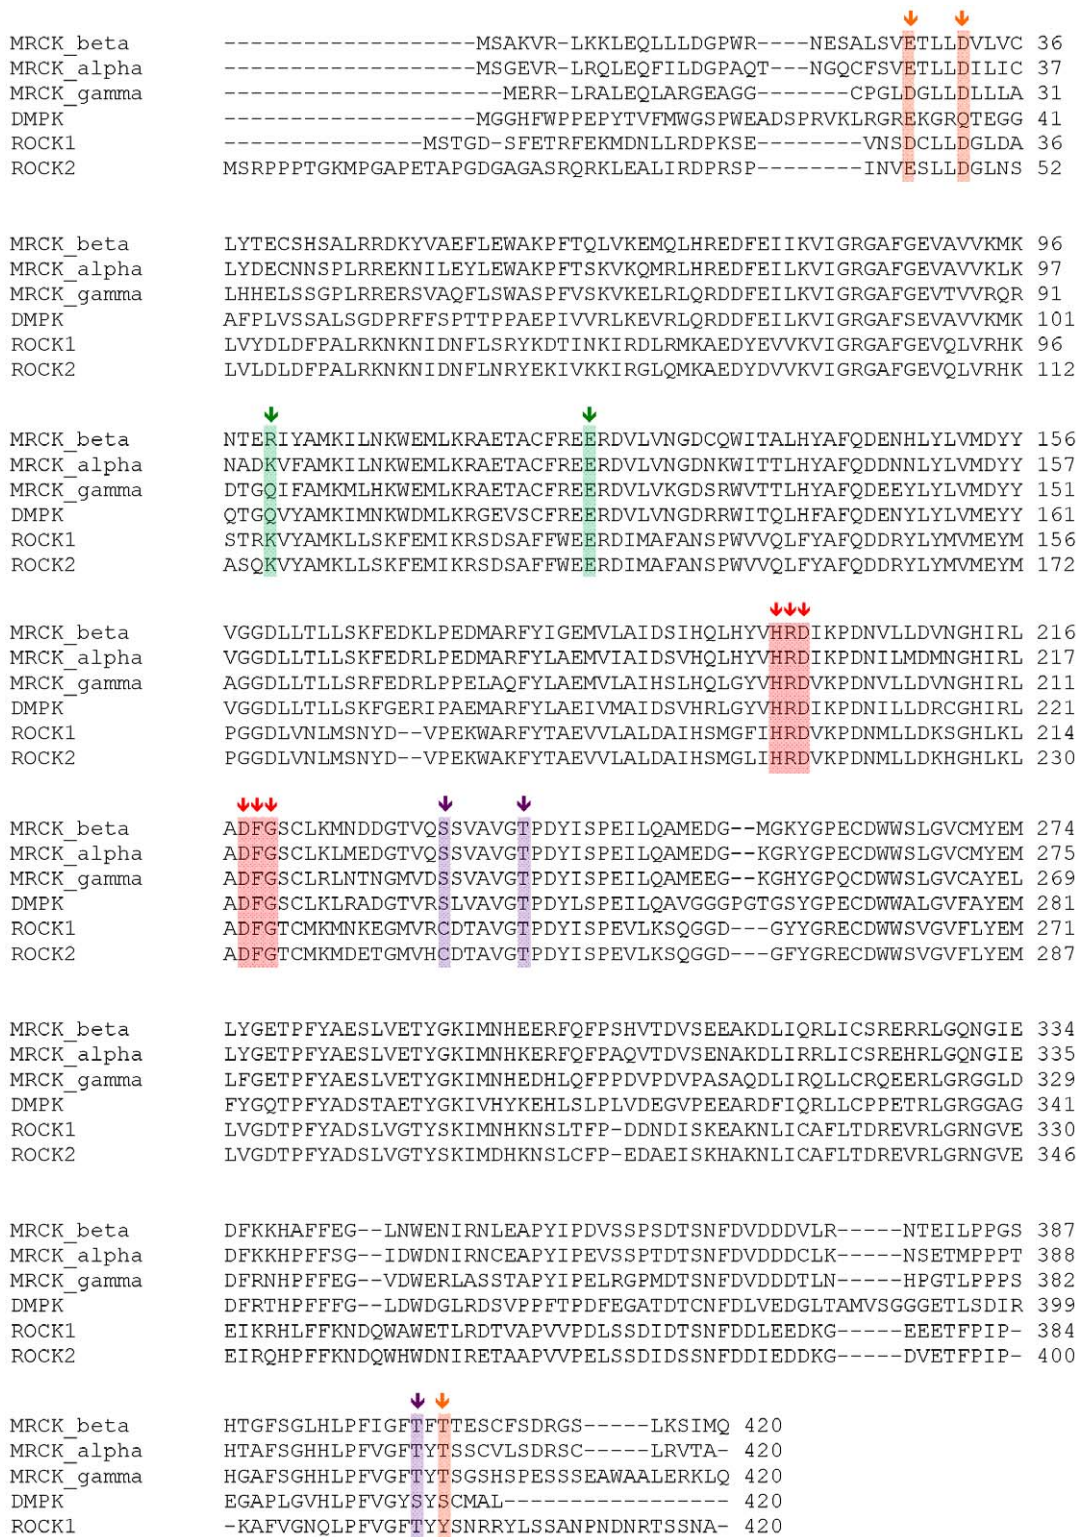 MRCK_beta ------------------MSAKVR-LKKLEQLLLDGPWR----NESALSVETLLDVLVC 36
MRCK_alpha ------------------MSGEVR-LRQLEQFILDGPAQT---NGQCFSVETLLDILIC 37
MRCK_gamma --------------------MERR-LRALEQLARGEAGG-------CPGLDGLLDLLLA 31
DMPK ------------------MGGHFWPPEPYTVFMWGSPWEADSPRVKLRGREKGRQTEGG 41
ROCK1 --------------MSTGD-SFETRFEKMDNLLRDPKSE--------VNSDCLLDGLDA 36
ROCK2 MSRPPPTGKMPGAPETAPGDGAGASRQRKLEALIRDPRSP--------INVESLLDGLNS 52
MRCK_beta LYTECSHSALRRDKYVAEFLEWAKPFTQLVKEMQLHREDFEIIKVIGRGAFGEVAVVKMK 96
MRCK_alpha LYDECNNSPLRREKNILEYLEWAKPFTSKVKQMRLHREDFEILKVIGRGAFGEVAVVKLK 97
MRCK_gamma LHHELSSGPLRRERSVAQFLSWASPFVSKVKELRLQRDDFEILKVIGRGAFGEVTVVRQR 91
DMPK AFPLVSSALSGDPRFFSPTTPPAEPIVVRLKEVRLQRDDFEILKVIGRGAFSEVAVVKMK 101
ROCK1 LVYDLDFPALRKNKNIDNFLSRYKDTINKIRDLRMKAEDYEVVKVIGRGAFGEVQLVRHK 96
ROCK2 LVLDLDFPALRKNKNIDNFLNRYEKIVKKIRGLQMKAEDYDVVKVIGRGAFGEVQLVRHK 112
MRCK_beta NTERIYAMKILNKWEMLKRAETACFREERDVLVNGDCQWITALHYAFQDENHLYLVMDYY 156
MRCK_alpha NADKVFAMKILNKWEMLKRAETACFREERDVLVNGDNKWITTLHYAFQDDNNLYLVMDYY 157
MRCK_gamma DTGQIFAMKMLHKWEMLKRAETACFREERDVLVKGDSRWVTTLHYAFQDEEYLYLVMDYY 151
DMPK QTGQVYAMKIMNKWDMLKRGEVSCFREERDVLVNGDRRWITQLHFAFQDENYLYLVMEYY 161
ROCK1 STRKVYAMKLLSKFEMIKRSDSAFFWEERDIMAFANSPWVVQLFYAFQDDRYLYMVMEYM 156
ROCK2 ASQKVYAMKLLSKFEMIKRSDSAFFWEERDIMAFANSPWVVQLFYAFQDDRYLYMVMEYM 172
MRCK_beta VGGDLLTLLSKFEDKLPEDMARFYIGEMVLAIDSIHQLHYVHRDIKPDNVLLDVNGHIRL 216
MRCK_alpha VGGDLLTLLSKFEDRLPEDMARFYLAEMVIAIDSVHQLHYVHRDIKPDNILMDMNGHIRL 217
MRCK_gamma AGGDLLTLLSRFEDRLPPELAQFYLAEMVLAIHSLHQLGYVHRDVKPDNVLLDVNGHIRL 211
DMPK VGGDLLTLLSKFGERIPAEMARFYLAEIVMAIDSVHRLGYVHRDIKPDNILLDRCGHIRL 221
ROCK1 PGGDLVNLMSNYD--VPEKWARFYTAEVVLALDAIHSMGFIHRDVKPDNMLLDKSGHLKL 214
ROCK2 PGGDLVNLMSNYD--VPEKWAKFYTAEVVLALDAIHSMGLIHRDVKPDNMLLDKHGHLKL 230
MRCK_beta ADFGSCLKMNDDGTVQSSVAVGTPDYISPEILQAMEDG--MGKYGPECDWWSLGVCMYEM 274
MRCK_alpha ADFGSCLKLMEDGTVQSSVAVGTPDYISPEILQAMEDG--KGRYGPECDWWSLGVCMYEM 275
MRCK_gamma ADFGSCLRLNTNGMVDSSVAVGTPDYISPEILQAMEEG--KGHYGPQCDWWSLGVCAYEL 269
DMPK ADFGSCLKLRADGTVRSLVAVGTPDYLSPEILQAVGGGPGTGSYGPECDWWALGVFAYEM 281
ROCK1 ADFGTCMKMNKEGMVRCDTAVGTPDYISPEVLKSQGGD---GYYGRECDWWSVGVFLYEM 271
ROCK2 ADFGTCMKMDETGMVHCDTAVGTPDYISPEVLKSQGGD---GFYGRECDWWSVGVFLYEM 287
MRCK_beta LYGETPFYAESLVETYGKIMNHEERFQFPSHVTDVSEEAKDLIQRLICSRERRLGQNGIE 334
MRCK_alpha LYGETPFYAESLVETYGKIMNHKERFQFPAQVTDVSENAKDLIRRLICSREHRLGQNGIE 335
MRCK_gamma LFGETPFYAESLVETYGKIMNHEDHLQFPPDVPDVPASAQDLIRQLLCRQEERLGRGGLD 329
DMPK FYGQTPFYADSTAETYGKIVHYKEHLSLPLVDEGVPEEARDFIQRLLCPPETRLGRGGAG 341
ROCK1 LVGDTPFYADSLVGTYSKIMNHKNSLTFP-DDNDISKEAKNLICAFLTDREVRLGRNGVE 330
ROCK2 LVGDTPFYADSLVGTYSKIMDHKNSLCFP-EDAEISKHAKNLICAFLTDREVRLGRNGVE 346
MRCK_beta DFKKHAFFEG--LNWENIRNLEAPYIPDVSSPSDTSNFDVDDDVLR-----NTEILPPGS 387
MRCK_alpha DFKKHPFFSG--IDWDNIRNCEAPYIPEVSSPTDTSNFDVDDDCLK-----NSETMPPPT 388
MRCK_gamma DFRNHPFFEG--VDWERLASSTAPYIPELRGPMDTSNFDVDDDTLN-----HPGTLPPPS 382
DMPK DFRTHPFFFG--LDWDGLRDSVPPFTPDFEGATDTCNFDLVEDGLTAMVSGGGETLSDIR 399
ROCK1 EIKRHLFFKNDQWAWETLRDTVAPVVPDLSSDIDTSNFDDLEEDKG-----EEETFPIP- 384
ROCK2 EIRQHPFFKNDQWHWDNIRETAAPVVPELSSDIDSSNFDDIEDDKG-----DVETFPIP- 400
MRCK_beta HTGFSGLHLPFIGFTFTTESCFSDRGS-----LKSIMQ 420
MRCK_alpha HTAFSGHHLPFVGFTYTSSCVLSDRSC-----LRVTA- 420
MRCK_gamma HGAFSGHHLPFVGFTYTSGSHSPESSSEAWAALERKLQ 420
DMPK EGAPLGVHLPFVGYSYSCMAL----------------- 420
ROCK1 -KAFVGNQLPFVGFTYYSNRRYLSSANPNDNRTSSNA- 420